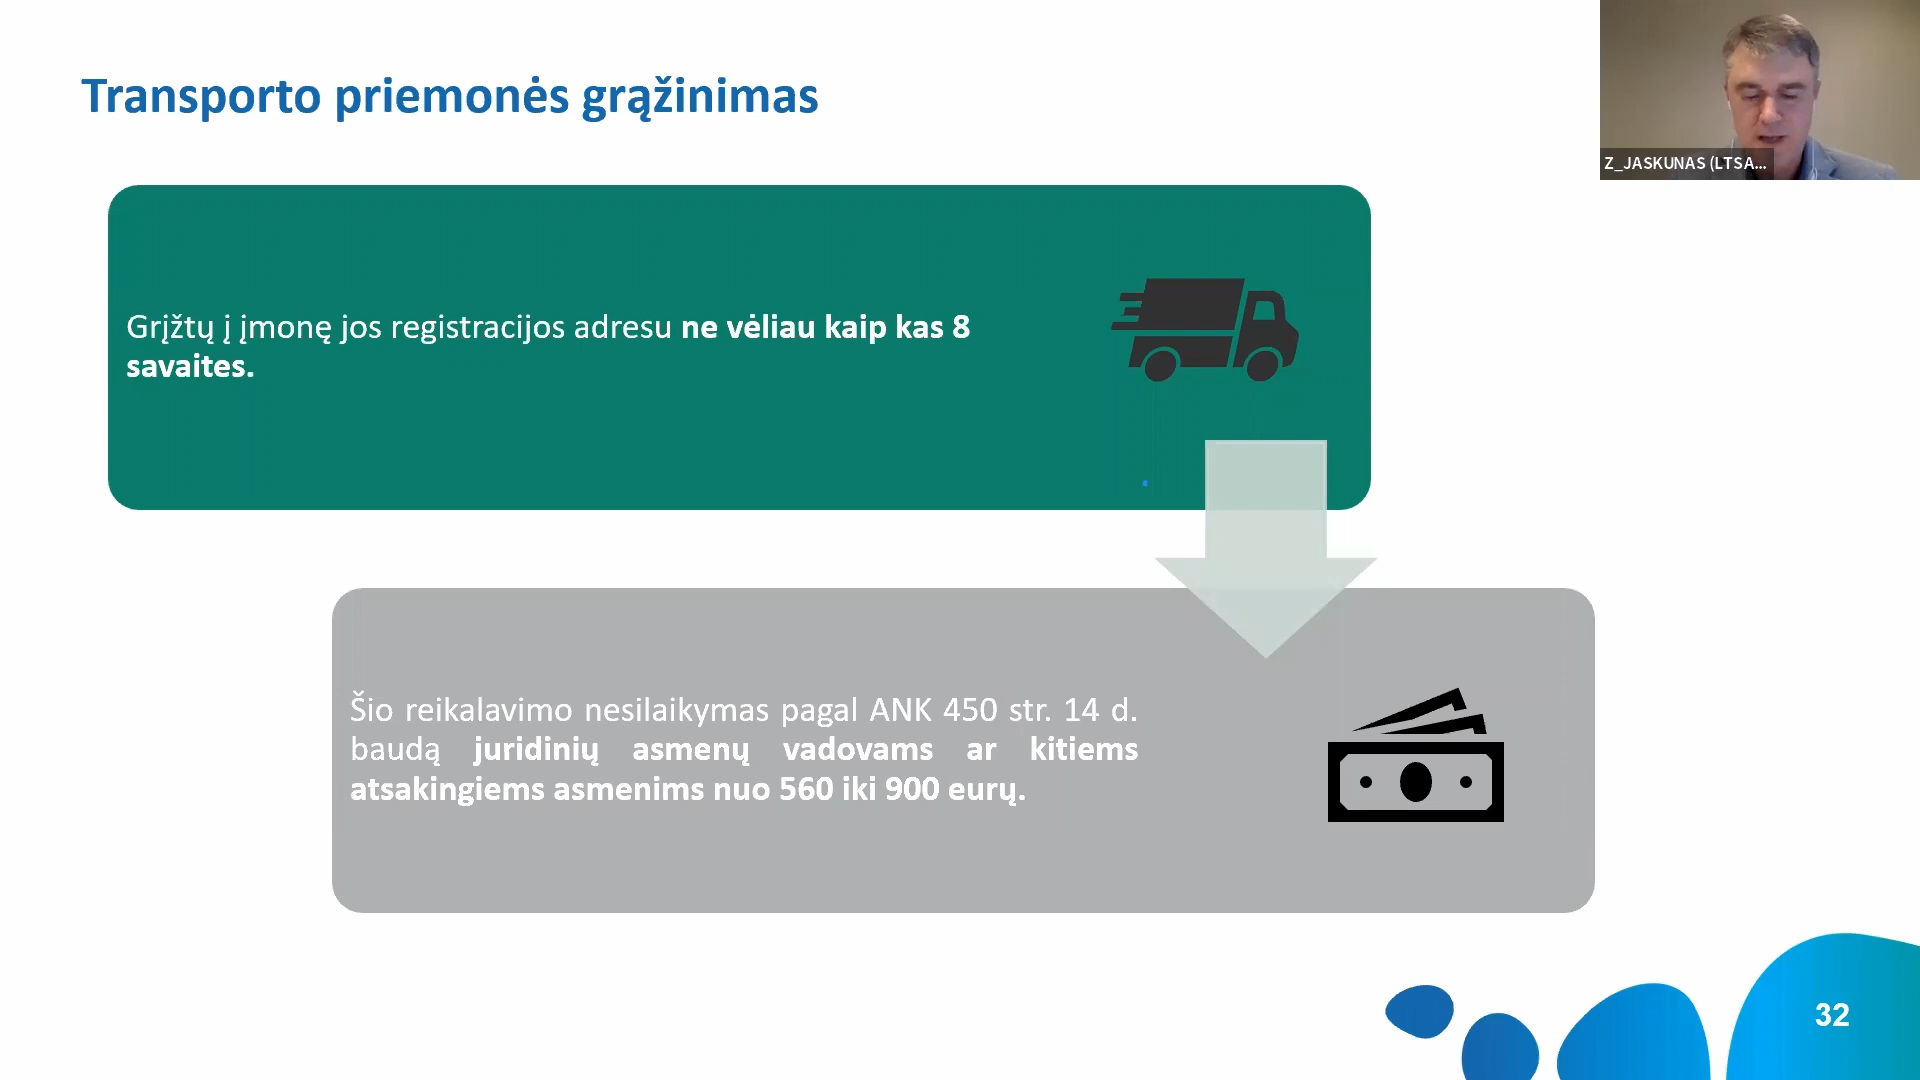 Transporto priemonės grąžinimas
Z_JASKUNAS (LTSA...
Grįžtų į įmonę jos registracijos adresu ne vėliau kaip kas 8
savaites.
Šio reikalavimo nesilaikymas pagal ANK 450 str. 14 d.
baudą juridinių asmenų vadovams ar kitiems
atsakingiems asmenims nuo 560 iki 900 eurų.
32